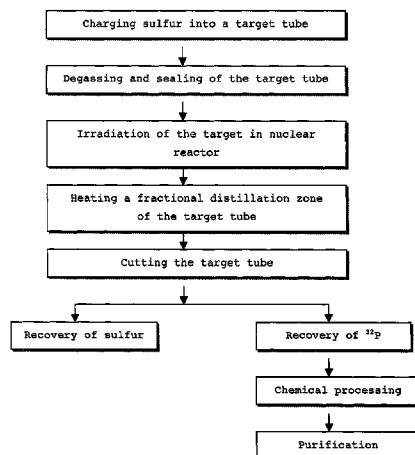 Charging sulfur into a target tube
Degassing and sealing of the target tube
Irradiation of the target in nuclear
reactor
Heating a fractional distillation zone
of the target tube
Cutting the target tube
Recovery of sulfur
Recovery of ³²P
Chemical processing
Purification